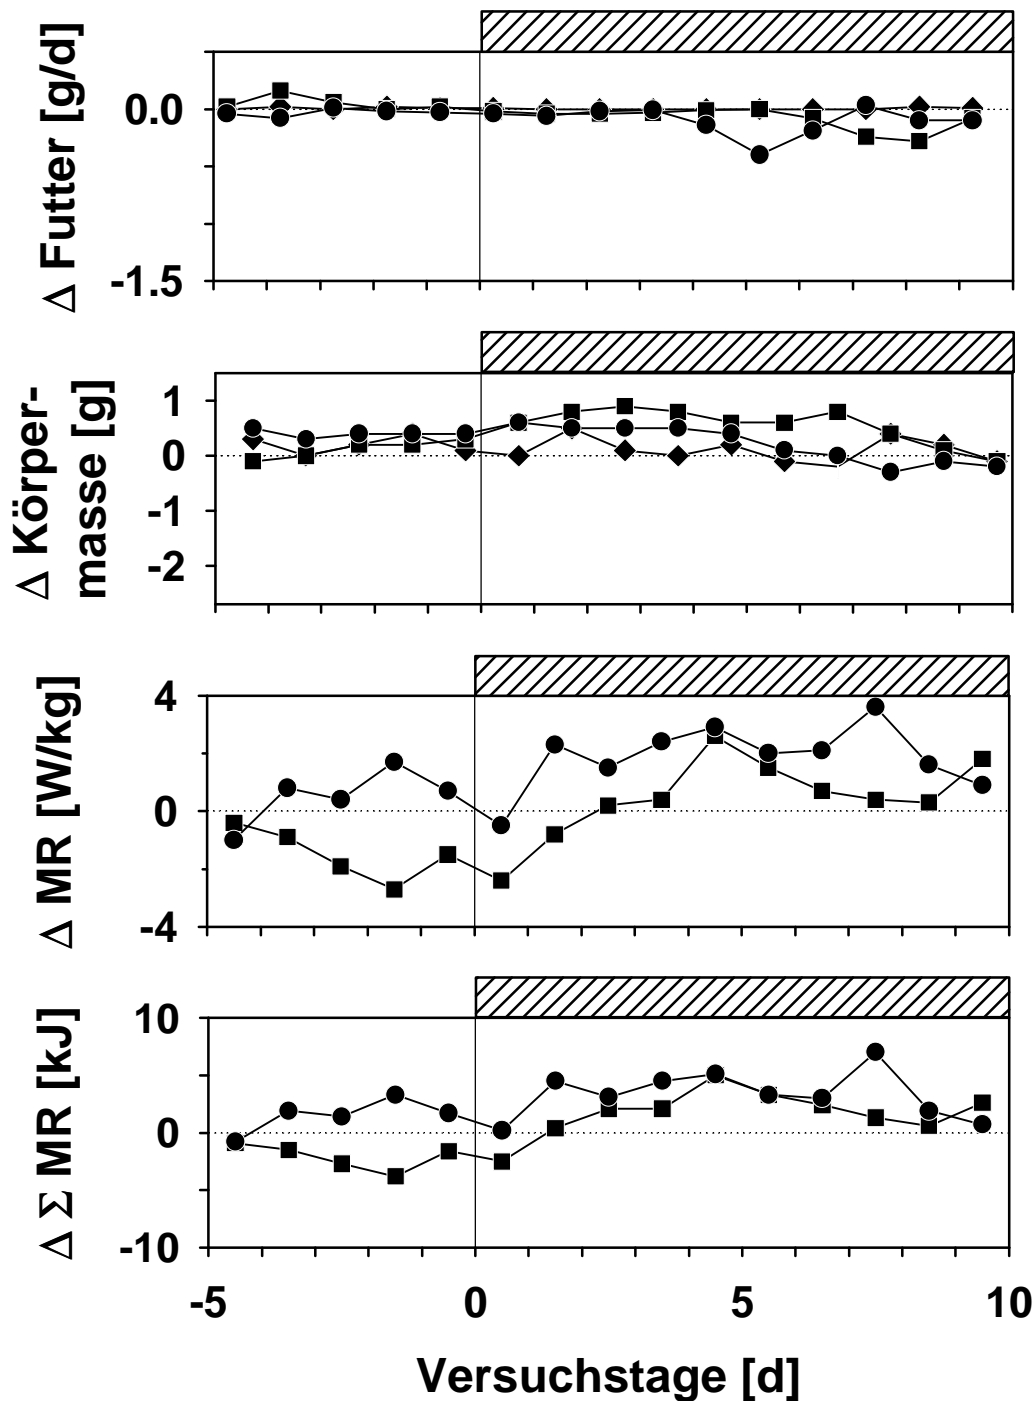 Δ Futter [g/d]
0.0
-1.5
Δ Körper-
masse [g]
1
0
-1
-2
Δ MR [W/kg]
4
0
-4
Δ Σ MR [kJ]
10
0
-10
-5 0 5 10
Versuchstage [d]